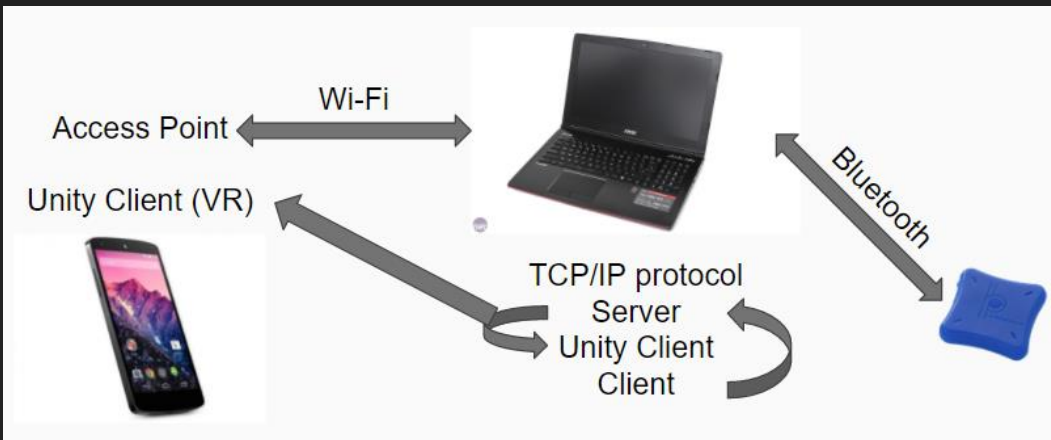 Wi-Fi
Access Point
Unity Client (VR)
Bluetooth
TCP/IP protocol
Server
Unity Client
Client